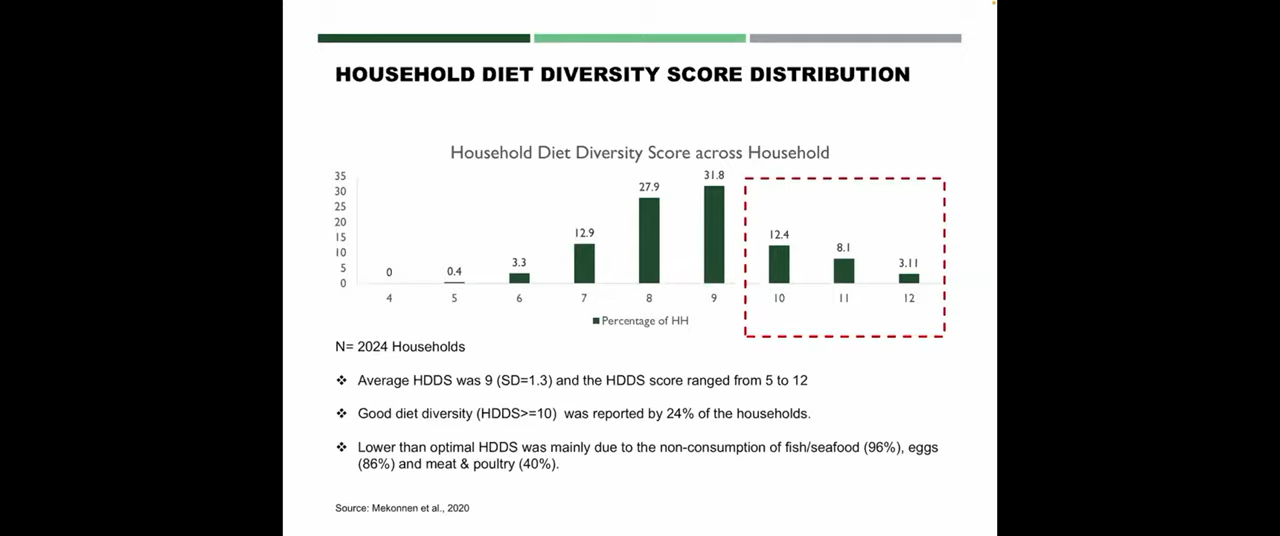 HOUSEHOLD DIET DIVERSITY SCORE DISTRIBUTION
Household Diet Diversity Score across Household
35
30
25
20
15
10
5
0
0
0.4
3.3
12.9
27.9
31.8
12.4
8.1
3.11
4 5 6 7 8 9 10 11 12
Percentage of HH
N= 2024 Households
❖ Average HDDS was 9 (SD=1.3) and the HDDS score ranged from 5 to 12
❖ Good diet diversity (HDDS>=10) was reported by 24% of the households.
❖ Lower than optimal HDDS was mainly due to the non-consumption of fish/seafood (96%), eggs
(86%) and meat & poultry (40%).
Source: Mekonnen et al., 2020